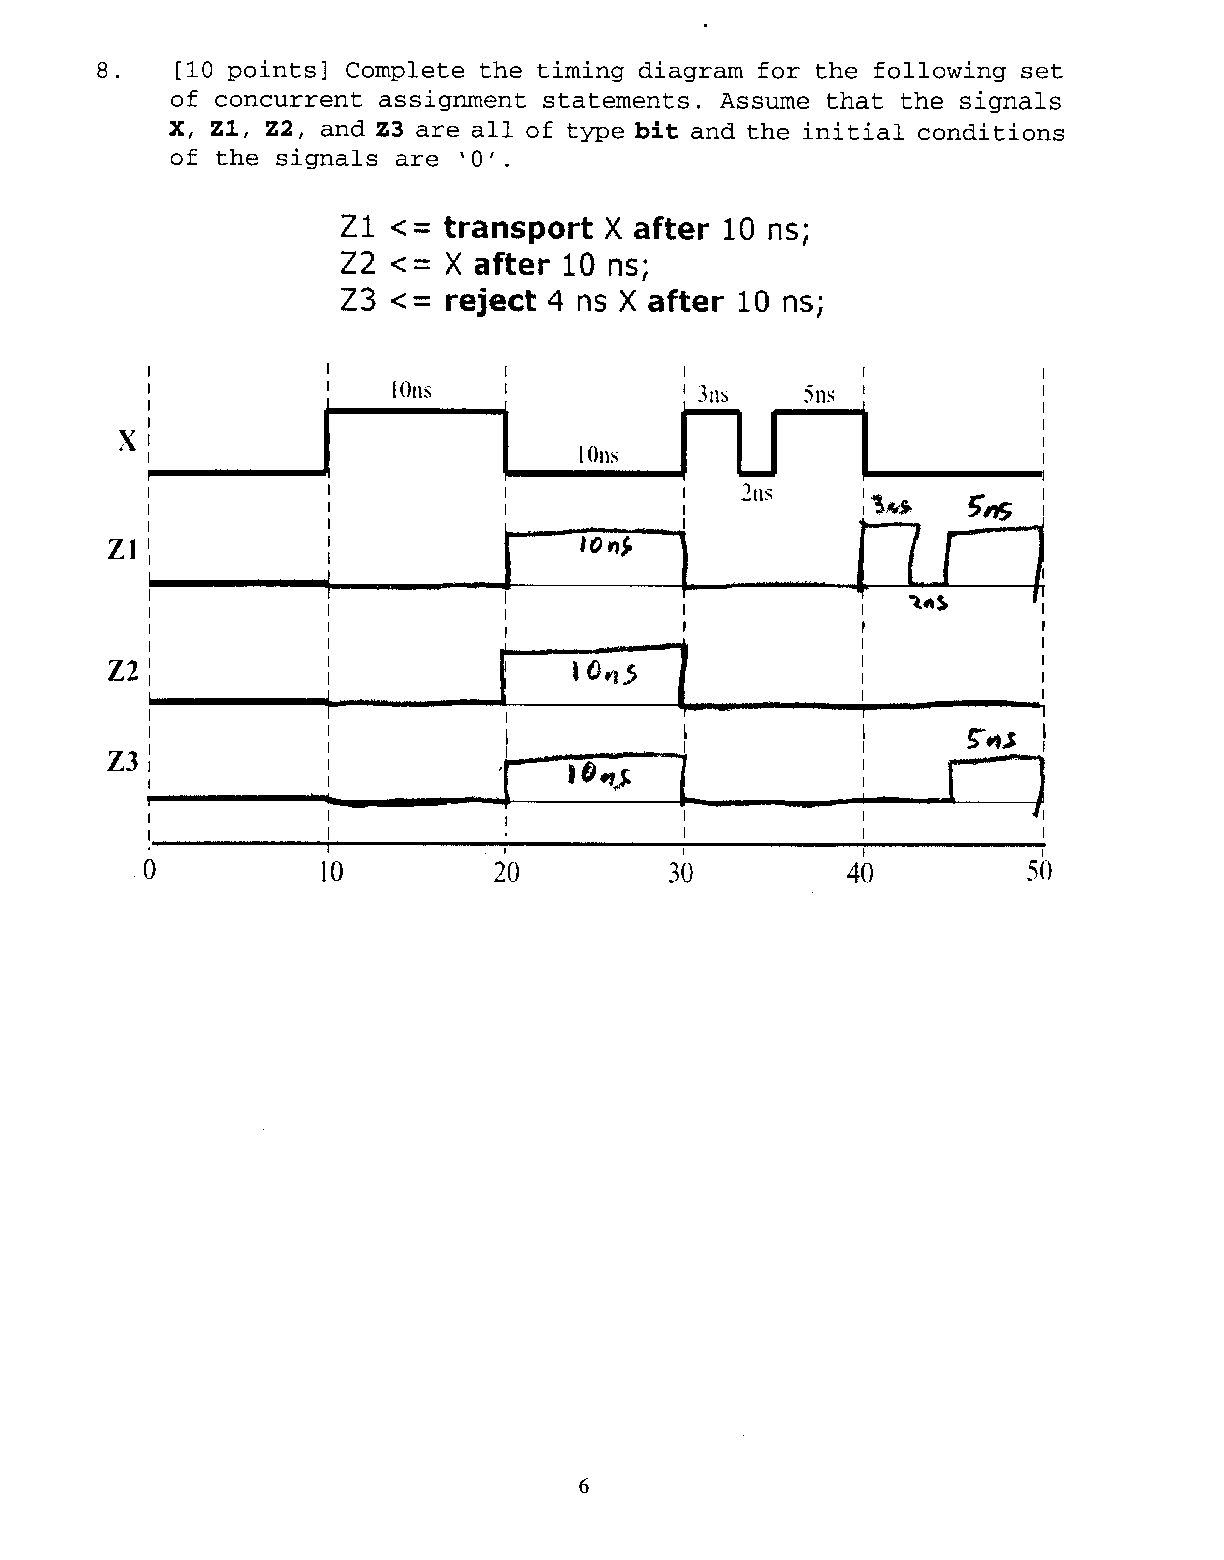 8. [10 points] Complete the timing diagram for the following set
of concurrent assignment statements. Assume that the signals
X, Z1, Z2, and Z3 are all of type bit and the initial conditions
of the signals are '0'.
Z1 <= transport X after 10 ns;
Z2 <= X after 10 ns;
Z3 <= reject 4 ns X after 10 ns;
10ns 3ns 5ns
X
10ns
2ns
3ns 5ns
Z1 10ns
2ns
Z2 10ns
5ns
Z3 10ns
0 10 20 30 40 50
6